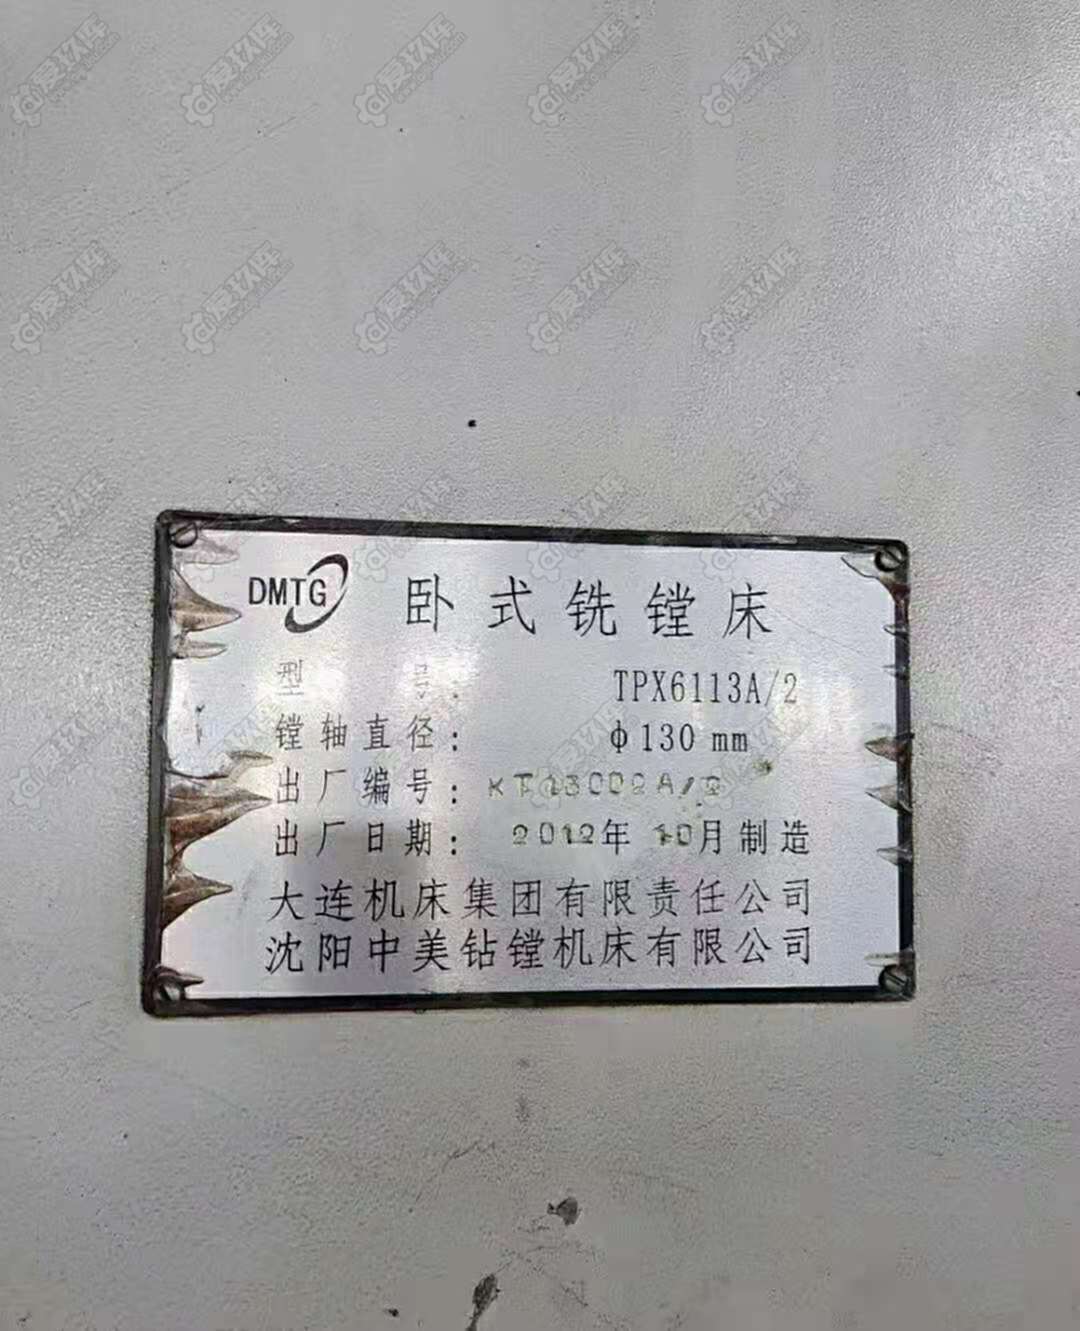 DMTG 卧式铣镗床
型号: TPX6113A/2
镗轴直径: φ130 mm
出厂编号:
出厂日期: 2012年 10月制造
大连机床集团有限责任公司
沈阳中美钻镗机床有限公司